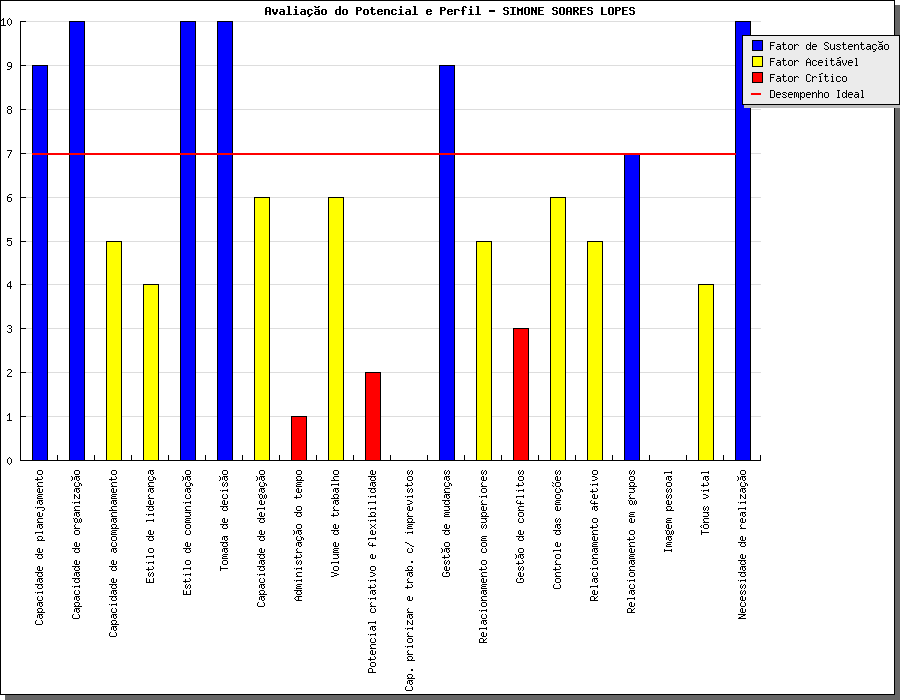 Avaliação do Potencial e Perfil - SIMONE SOARES LOPES
10
9
8
7
6
5
4
3
2
1
0
Fator de Sustentação
Fator Aceitável
Fator Crítico
Desempenho Ideal
Capacidade de planejamento
Capacidade de organização
Capacidade de acompanhamento
Estilo de liderança
Estilo de comunicação
Tomada de decisão
Capacidade de delegação
Administração do tempo
Volume de trabalho
Potencial criativo e flexibilidade
Cap. priorizar e trab. c/ imprevistos
Gestão de mudanças
Relacionamento com superiores
Gestão de conflitos
Controle das emoções
Relacionamento afetivo
Relacionamento em grupos
Imagem pessoal
Tônus vital
Necessidade de realização